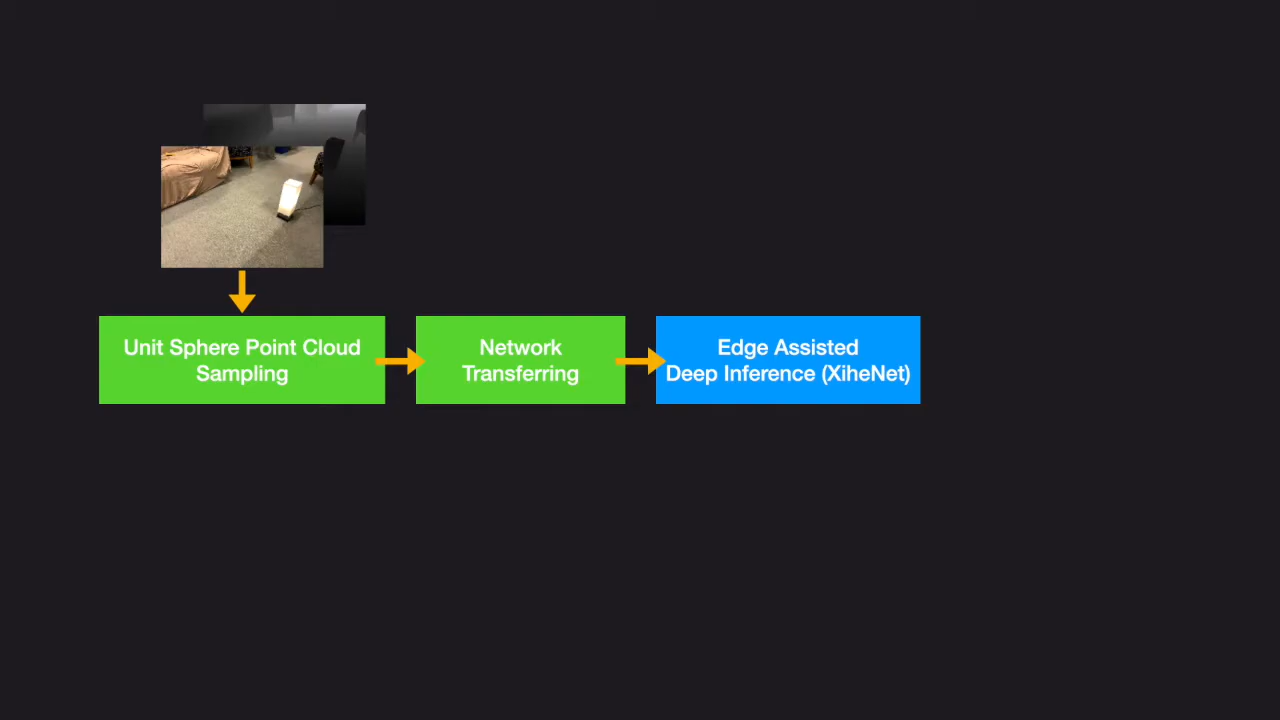 Unit Sphere Point Cloud
Sampling
Network
Transferring
Edge Assisted
Deep Inference (XiheNet)